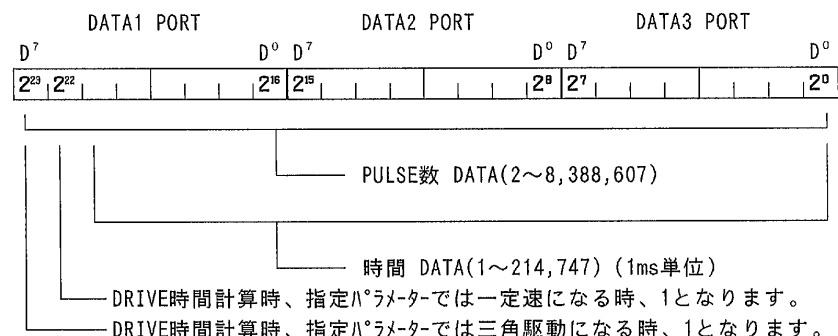 DATA1 PORT DATA2 PORT DATA3 PORT
D⁷ D⁰ D⁷ D⁰ D⁷ D⁰
2²³ 2²² 2¹⁶ 2¹⁵ 2⁸ 2⁷ 2⁰
PULSE数 DATA(2～8,388,607)
時間 DATA(1～214,747) (1ms単位)
DRIVE時間計算時、指定ﾊﾟﾗﾒｰﾀｰでは一定速になる時、1となります。
DRIVE時間計算時、指定ﾊﾟﾗﾒｰﾀｰでは三角駆動になる時、1となります。